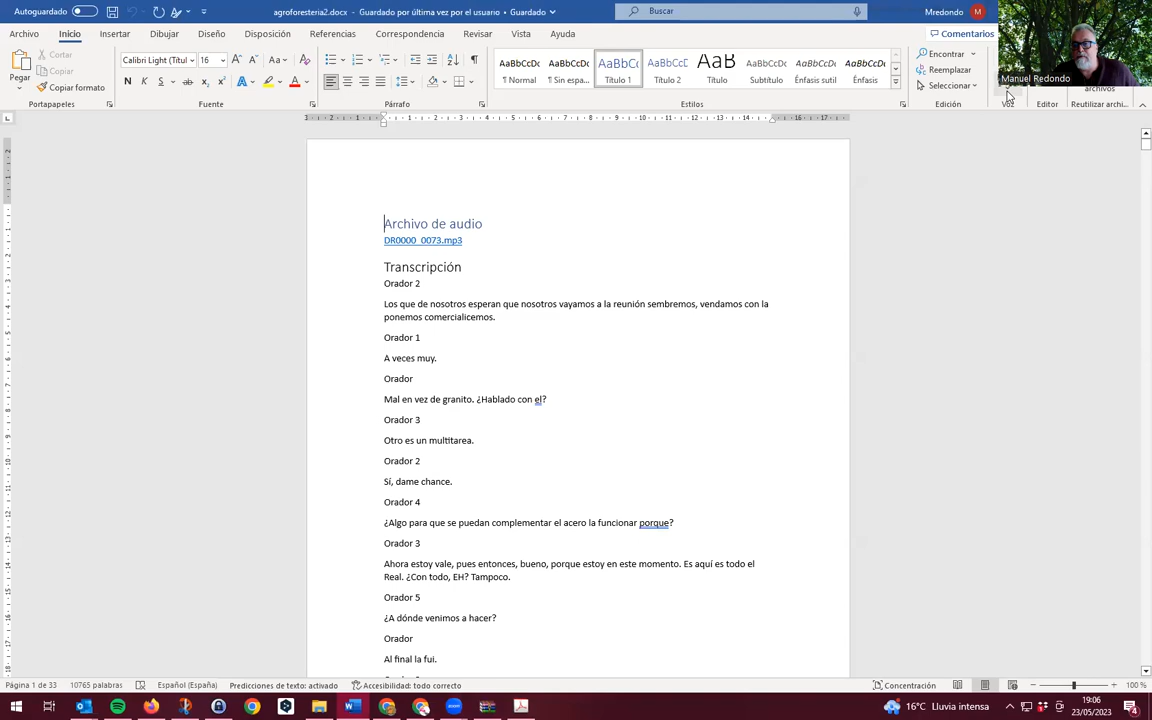 Autoguardado
agroforesteria2.docx - Guardado por última vez por el usuario • Guardado
Buscar
Mredondo M
Archivo Inicio Insertar Dibujar Diseño Disposición Referencias Correspondencia Revisar Vista Ayuda Comentarios
Pegar
Cortar
Copiar
Copiar formato
Portapapeles
Calibri Light (Títul 16
N K S ab
Fuente
Párrafo
AaBbCcDc AaBbCcDc AaBbCc AaBbCcD AaB AaBbCcDc AaBbCcDc AaBbCcDc
¶ Normal ¶ Sin espa... Título 1 Título 2 Título Subtítulo Énfasis sutil Énfasis
Estilos
Encontrar
Reemplazar
Seleccionar
Edición
Manuel Redondo
archivos
Voz Editor Reutilizar archi...
Archivo de audio
DR0000_0073.mp3
Transcripción
Orador 2
Los que de nosotros esperan que nosotros vayamos a la reunión sembremos, vendamos con la
ponemos comercialicemos.
Orador 1
A veces muy.
Orador
Mal en vez de granito. ¿Hablado con el?
Orador 3
Otro es un multitarea.
Orador 2
Sí, dame chance.
Orador 4
¿Algo para que se puedan complementar el acero la funcionar porque?
Orador 3
Ahora estoy vale, pues entonces, bueno, porque estoy en este momento. Es aquí es todo el
Real. ¿Con todo, EH? Tampoco.
Orador 5
¿A dónde venimos a hacer?
Orador
Al final la fui.
Página 1 de 33 10765 palabras Español (España) Predicciones de texto: activado Accesibilidad: todo correcto Concentración 100 %
16°C Lluvia intensa
19:06
23/05/2023
4